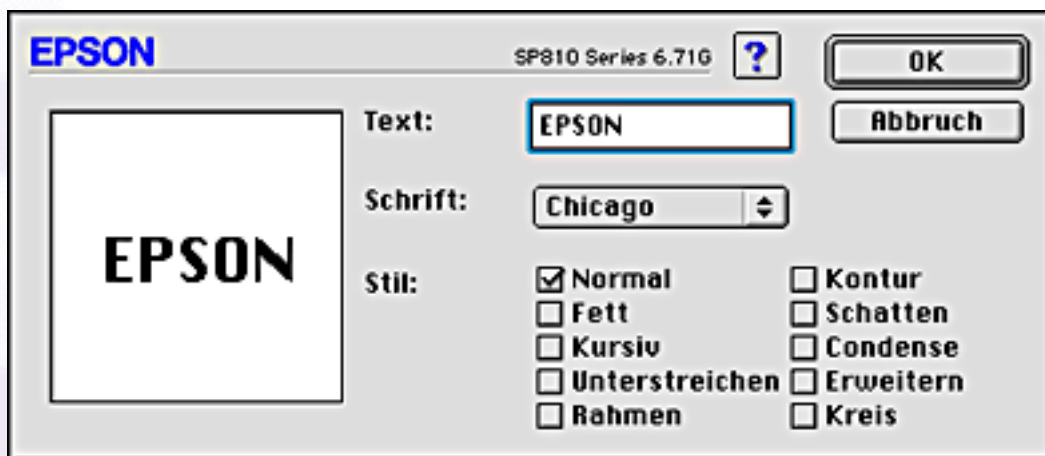 EPSON
SP810 Series 6.71G ? OK
Text: EPSON Abbruch
Schrift: Chicago
EPSON
Stil: Normal Kontur
Fett Schatten
Kursiv Condense
Unterstreichen Erweitern
Rahmen Kreis